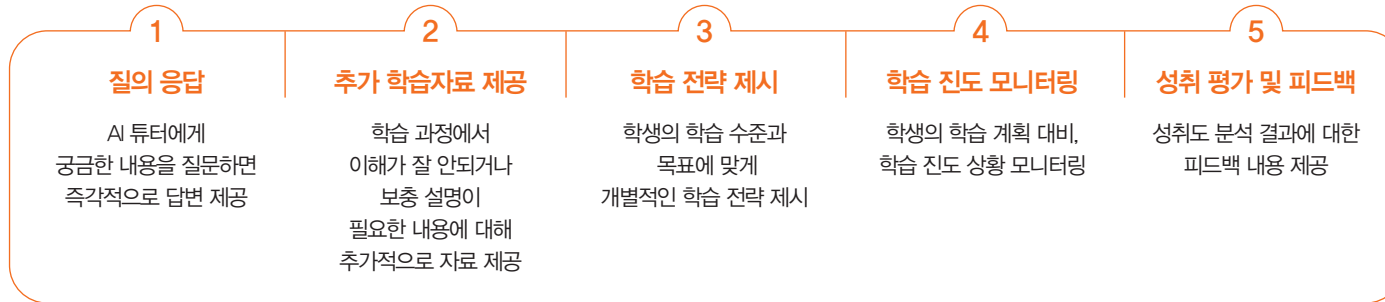 1
질의 응답
AI 튜터에게
궁금한 내용을 질문하면
즉각적으로 답변 제공
2
추가 학습자료 제공
학습 과정에서
이해가 잘 안되거나
보충 설명이
필요한 내용에 대해
추가적으로 자료 제공
3
학습 전략 제시
학생의 학습 수준과
목표에 맞게
개별적인 학습 전략 제시
4
학습 진도 모니터링
학생의 학습 계획 대비,
학습 진도 상황 모니터링
5
성취 평가 및 피드백
성취도 분석 결과에 대한
피드백 내용 제공